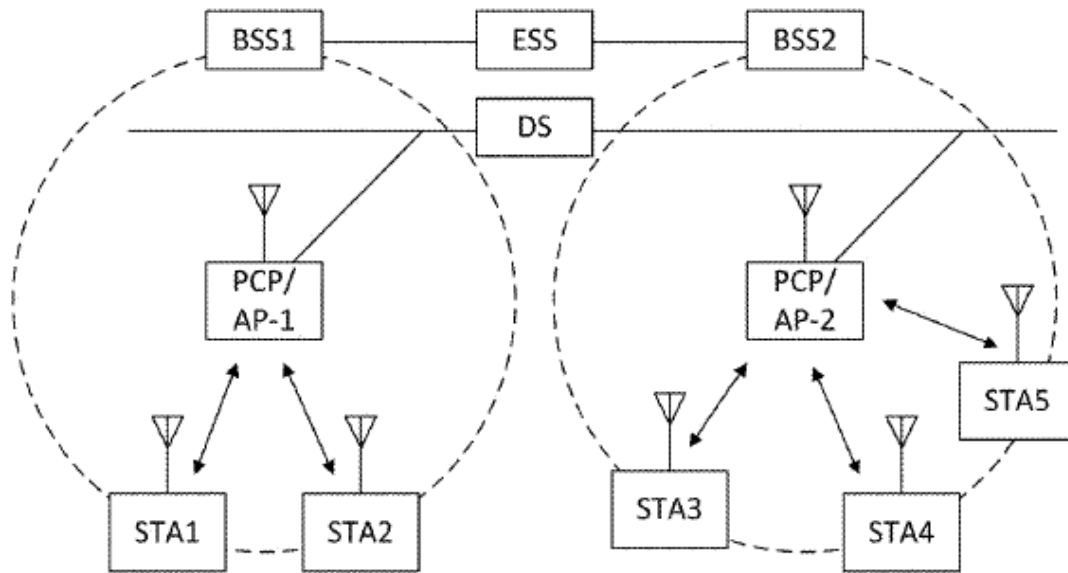 BSS1
ESS
BSS2
DS
PCP/
AP-1
PCP/
AP-2
STA1
STA2
STA3
STA4
STA5